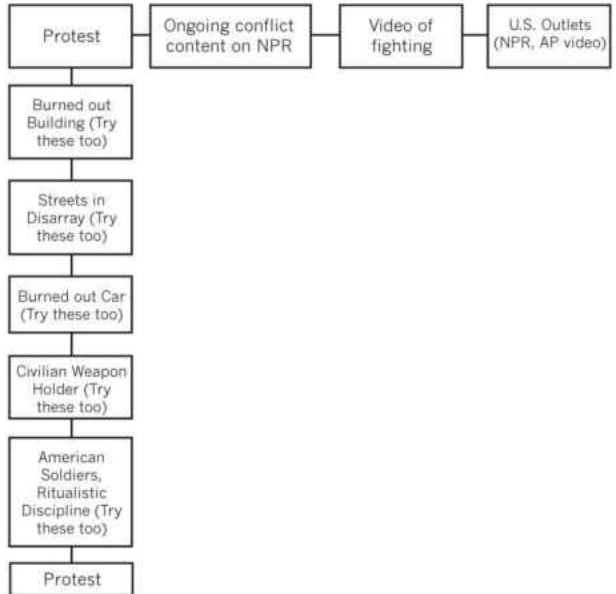 Protest
Ongoing conflict
content on NPR
Video of
fighting
U.S. Outlets
(NPR, AP video)
Burned out
Building (Try
these too)
Streets in
Disarray (Try
these too)
Burned out Car
(Try these too)
Civilian Weapon
Holder (Try
these too)
American
Soldiers,
Ritualistic
Discipline (Try
these too)
Protest